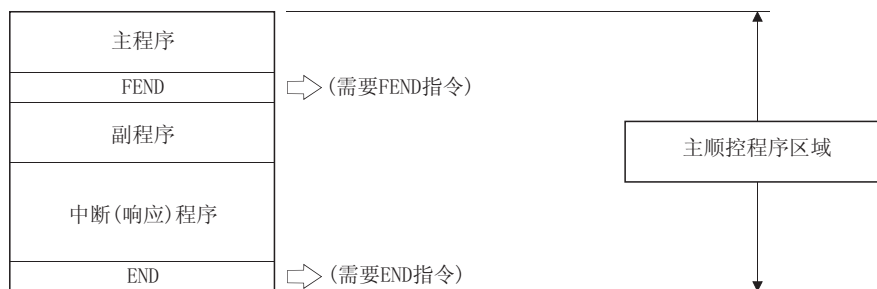 主程序
FEND
(需要FEND指令)
副程序
主顺控程序区域
中断(响应)程序
END
(需要END指令)